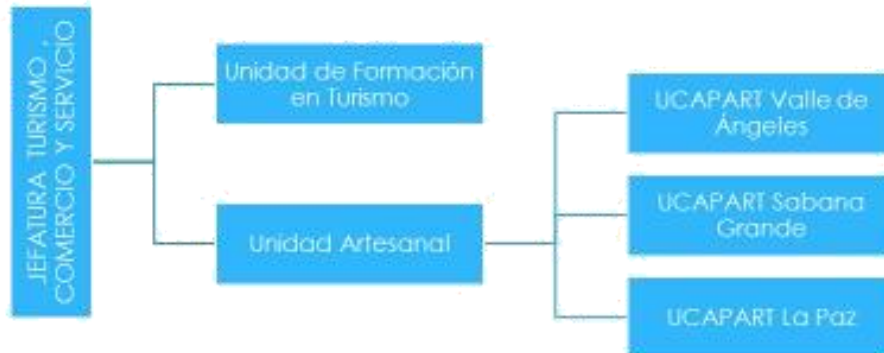 JEFATURA TURISMO ,
COMERCIO Y SERVICIO
Unidad de Formación
en Turismo
Unidad Artesanal
UCAPART Valle de
Ángeles
UCAPART Sabana
Grande
UCAPART La Paz